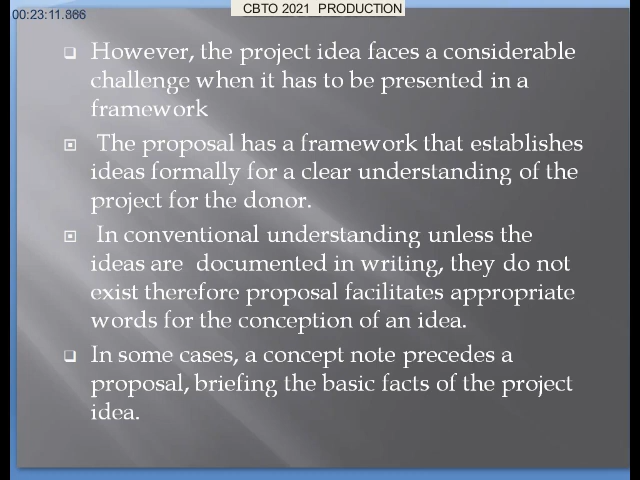 CBTO 2021 PRODUCTION
00:23:11.866
However, the project idea faces a considerable
challenge when it has to be presented in a
framework
The proposal has a framework that establishes
ideas formally for a clear understanding of the
project for the donor.
In conventional understanding unless the
ideas are documented in writing, they do not
exist therefore proposal facilitates appropriate
words for the conception of an idea.
In some cases, a concept note precedes a
proposal, briefing the basic facts of the project
idea.